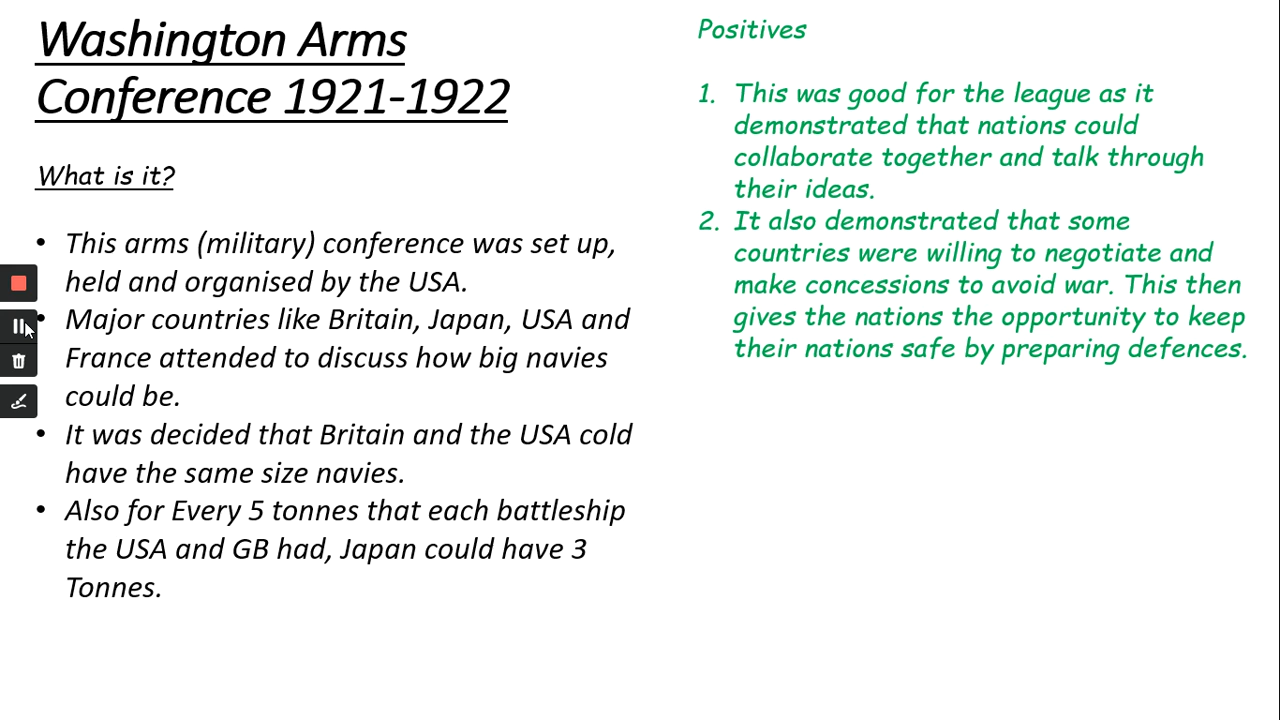 Washington Arms
Conference 1921-1922
What is it?
• This arms (military) conference was set up,
held and organised by the USA.
• Major countries like Britain, Japan, USA and
France attended to discuss how big navies
could be.
• It was decided that Britain and the USA cold
have the same size navies.
• Also for Every 5 tonnes that each battleship
the USA and GB had, Japan could have 3
Tonnes.
Positives
1. This was good for the league as it
demonstrated that nations could
collaborate together and talk through
their ideas.
2. It also demonstrated that some
countries were willing to negotiate and
make concessions to avoid war. This then
gives the nations the opportunity to keep
their nations safe by preparing defences.